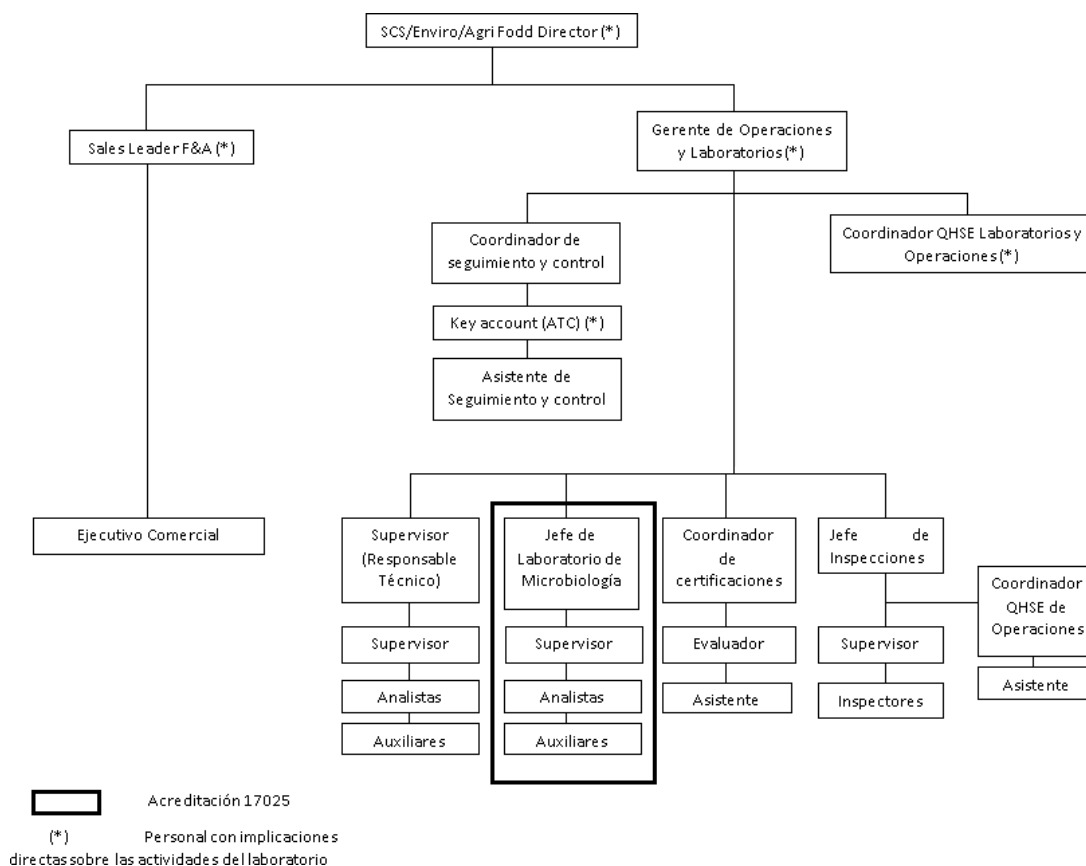 SCS/Enviro/Agri Fodd Director (*)
Sales Leader F&A (*)
Gerente de Operaciones
y Laboratorios (*)
Coordinador de
seguimiento y control
Coordinador QHSE Laboratorios y
Operaciones (*)
Key account (ATC) (*)
Asistente de
Seguimiento y control
Ejecutivo Comercial
Supervisor
(Responsable
Técnico)
Jefe de
Laboratorio de
Microbiología
Coordinador
de
certificaciones
Jefe de
Inspecciones
Coordinador
QHSE de
Operaciones
Supervisor
Supervisor
Evaluador
Supervisor
Analistas
Analistas
Asistente
Inspectores
Asistente
Auxiliares
Auxiliares
Acreditación 17025
(*) Personal con implicaciones
directas sobre las actividades del laboratorio